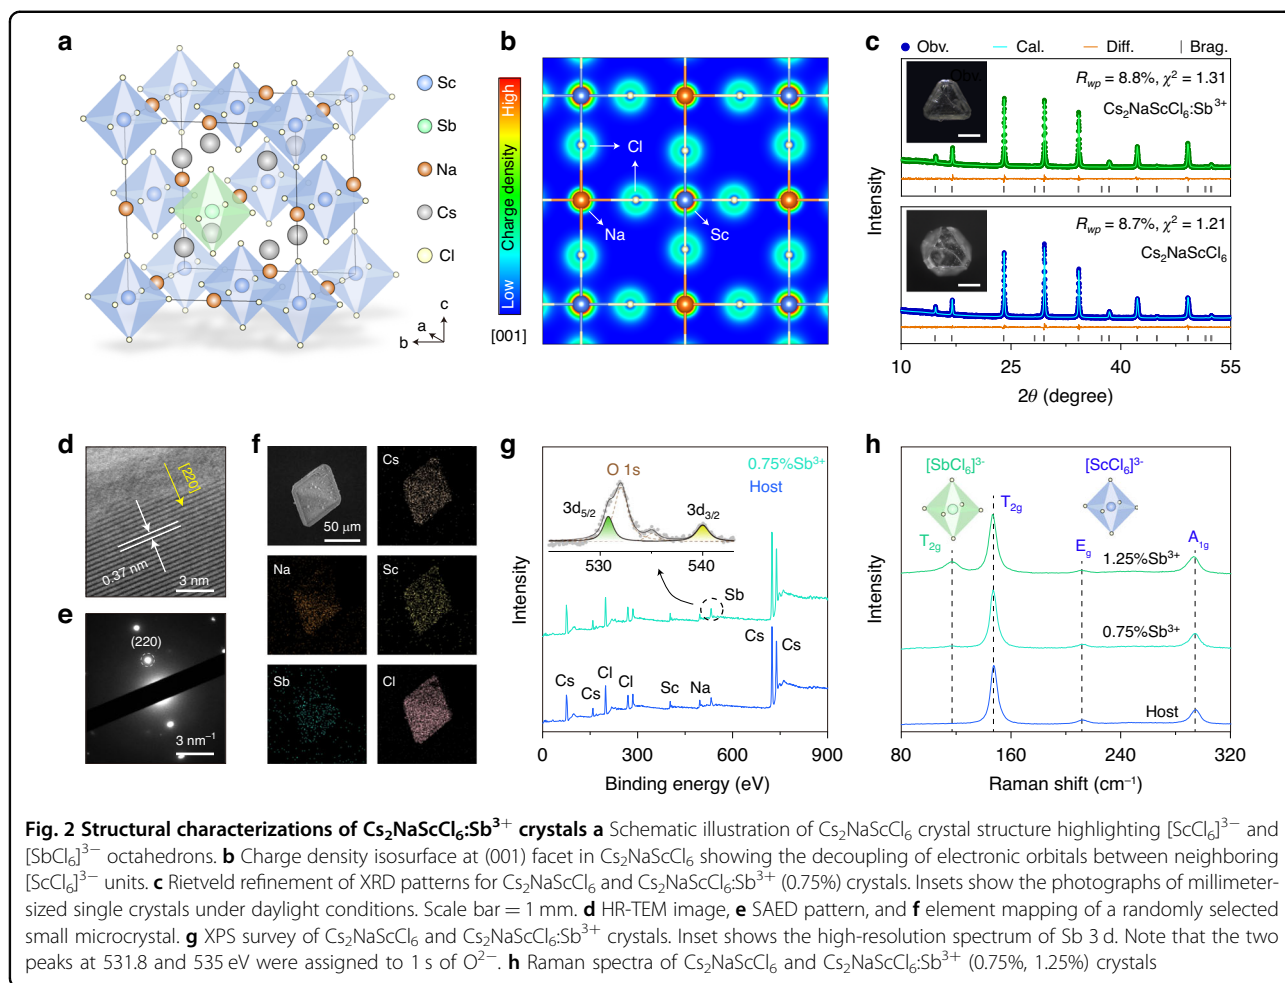 a
Sc
Sb
Na
Cs
Cl
c
a
b
b
High
Charge density
Low
[001]
Cl
Na
Sc
c
Obv.
Cal.
Diff.
Brag.
Obv.
R_wp = 8.8%, χ² = 1.31
Cs₂NaScCl₆:Sb³⁺
R_wp = 8.7%, χ² = 1.21
Cs₂NaScCl₆
Intensity
10
25
40
55
2θ (degree)
d
[220]
0.37 nm
3 nm
e
(220)
3 nm⁻¹
f
50 μm
Cs
Na
Sc
Sb
Cl
g
0.75%Sb³⁺
Host
O 1s
3d₅/₂
3d₃/₂
530
540
Sb
Cs
Cs
Cs
Cs
Cl
Cl
Sc
Na
Intensity
0
300
600
900
Binding energy (eV)
h
[SbCl₆]³⁻
[ScCl₆]³⁻
T₂g
T₂g
E_g
A₁g
1.25%Sb³⁺
0.75%Sb³⁺
Host
Intensity
80
160
240
320
Raman shift (cm⁻¹)
Fig. 2 Structural characterizations of Cs₂NaScCl₆:Sb³⁺ crystals a Schematic illustration of Cs₂NaScCl₆ crystal structure highlighting [ScCl₆]³⁻ and
[SbCl₆]³⁻ octahedrons. b Charge density isosurface at (001) facet in Cs₂NaScCl₆ showing the decoupling of electronic orbitals between neighboring
[ScCl₆]³⁻ units. c Rietveld refinement of XRD patterns for Cs₂NaScCl₆ and Cs₂NaScCl₆:Sb³⁺ (0.75%) crystals. Insets show the photographs of millimeter-
sized single crystals under daylight conditions. Scale bar = 1 mm. d HR-TEM image, e SAED pattern, and f element mapping of a randomly selected
small microcrystal. g XPS survey of Cs₂NaScCl₆ and Cs₂NaScCl₆:Sb³⁺ crystals. Inset shows the high-resolution spectrum of Sb 3 d. Note that the two
peaks at 531.8 and 535 eV were assigned to 1 s of O²⁻. h Raman spectra of Cs₂NaScCl₆ and Cs₂NaScCl₆:Sb³⁺ (0.75%, 1.25%) crystals